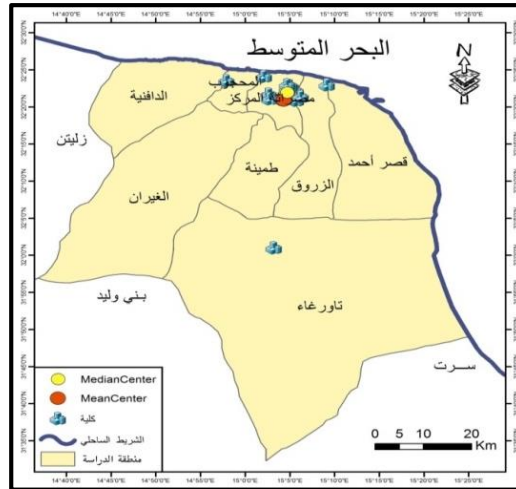 البحر المتوسط
N
المحجوب
الدافنية
مصراتة المركز
زليتن
قصر أحمد
طمينة
الزروق
الغيران
بني وليد
تاورغاء
سرت
MedianCenter
MeanCenter
كلية
الشريط الساحلي
منطقة الدراسة
0 5 10 20
Km